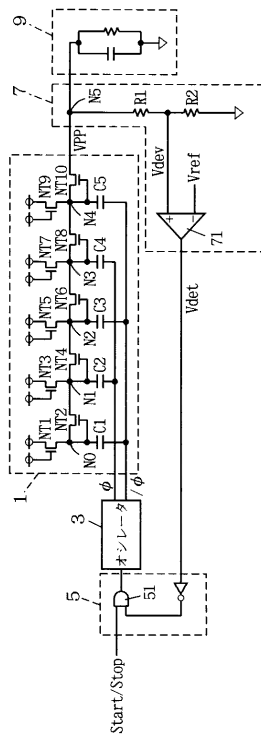 1
NT1
NT3
NT5
NT7
NT9
NT2
NT4
NT6
NT8
NT10
N0
N1
N2
N3
N4
C1
C2
C3
C4
C5
VPP
N5
9
7
R1
R2
Vdev
Vref
+
−
71
Vdet
3
オシレータ
φ
/φ
5
51
Start/Stop